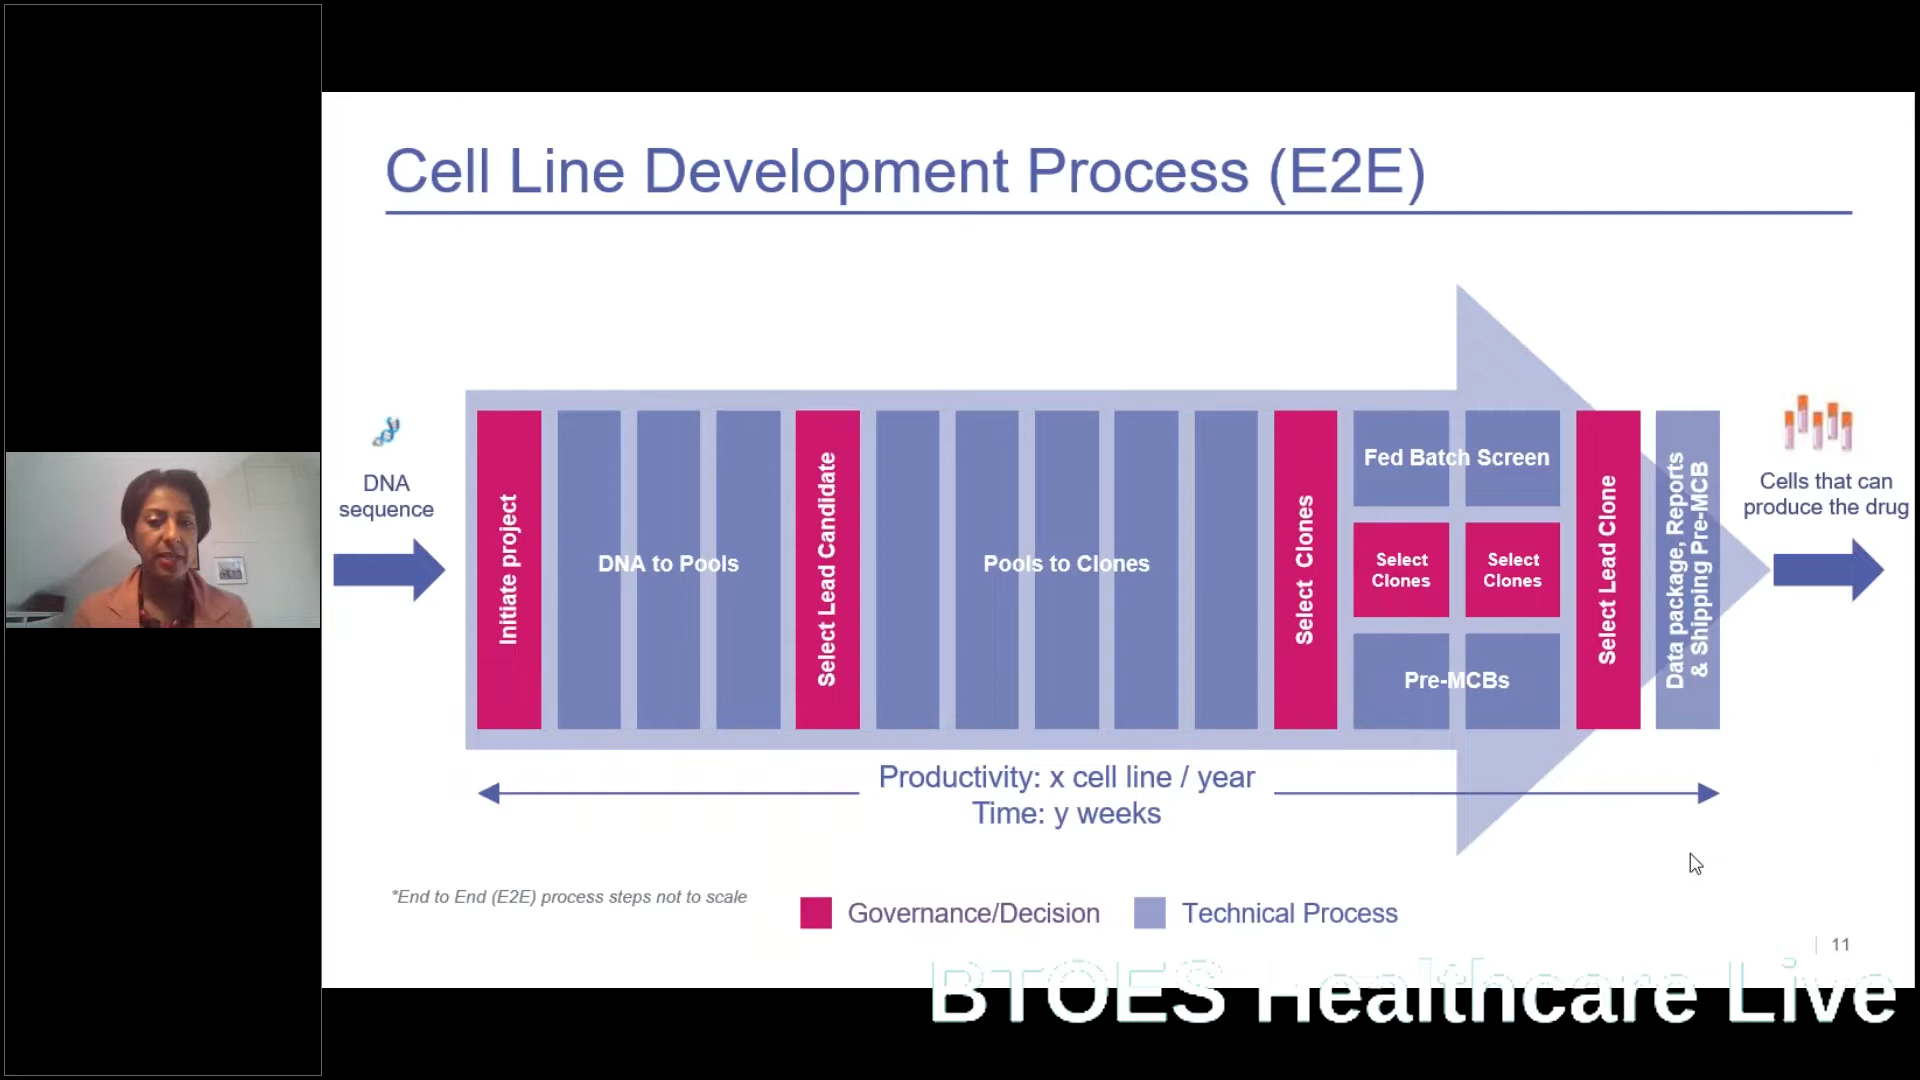 Cell Line Development Process (E2E)
DNA
sequence
Initiate project
DNA to Pools
Select Lead Candidate
Pools to Clones
Select Clones
Fed Batch Screen
Select
Clones
Select
Clones
Pre-MCBs
Select Lead Clone
Data package, Reports
& Shipping Pre-MCB
Cells that can
produce the drug
Productivity: x cell line / year
Time: y weeks
*End to End (E2E) process steps not to scale
Governance/Decision
Technical Process
11
BTOES Healthcare Live